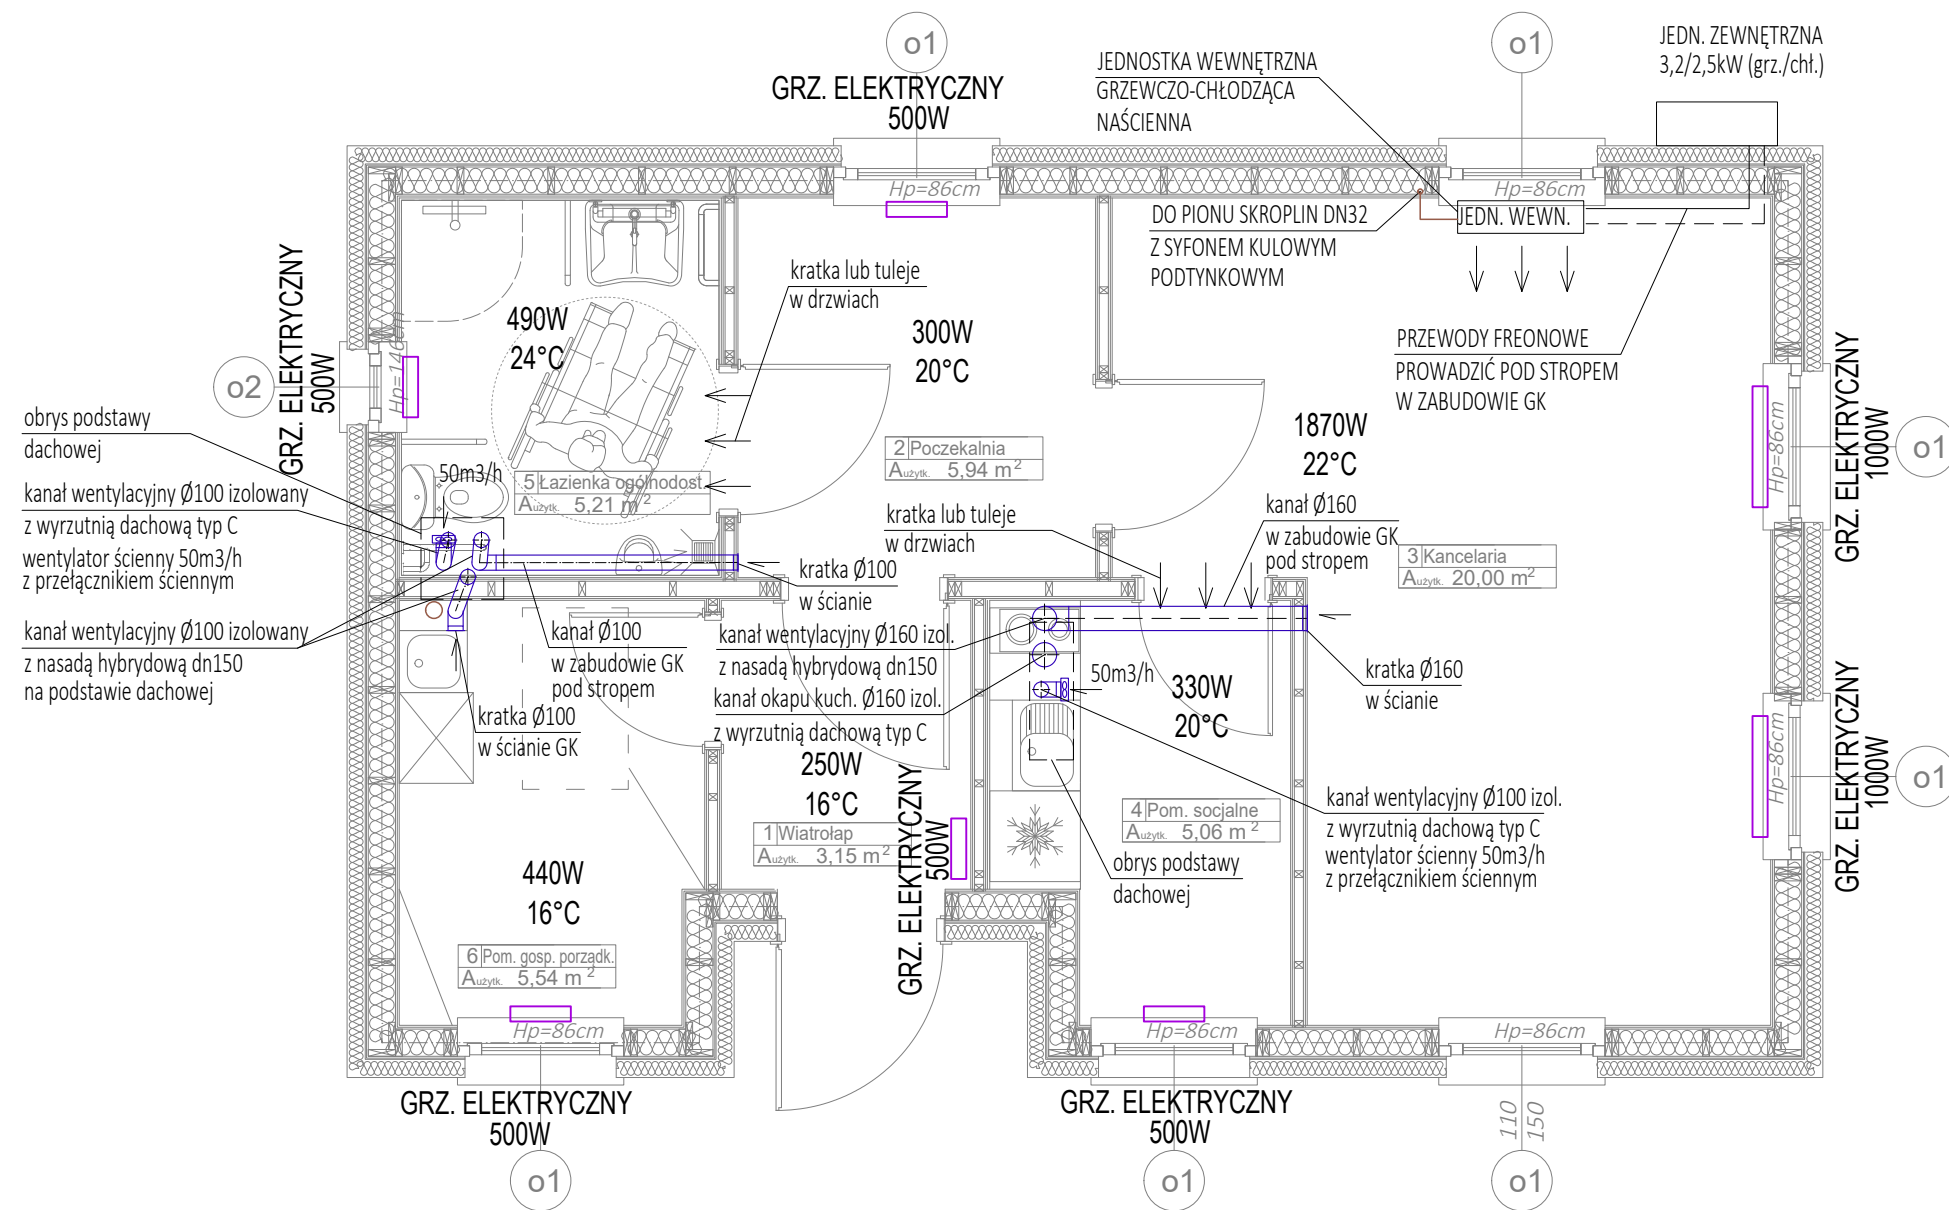 o1
o1
JEDN. ZEWNĘTRZNA
3,2/2,5kW (grz./chł.)
GRZ. ELEKTRYCZNY
500W
JEDNOSTKA WEWNĘTRZNA
GRZEWCZO-CHŁODZĄCA
NAŚCIENNA
Hp=86cm
Hp=86cm
DO PIONU SKROPLIN DN32
Z SYFONEM KULOWYM
PODTYNKOWYM
JEDN. WEWN.
kratka lub tuleje
w drzwiach
490W
24°C
300W
20°C
PRZEWODY FREONOWE
PROWADZIĆ POD STROPEM
W ZABUDOWIE GK
o2
GRZ. ELEKTRYCZNY
500W
Hp=146cm
1870W
22°C
GRZ. ELEKTRYCZNY
1000W
Hp=86cm
o1
obrys podstawy
dachowej
50m3/h
5 Łazienka ogólnodost.
Aużytk. 5,21 m2
2 Poczekalnia
Aużytk. 5,94 m2
kanał wentylacyjny Ø100 izolowany
z wyrzutnią dachową typ C
wentylator ścienny 50m3/h
z przełącznikiem ściennym
kratka lub tuleje
w drzwiach
kanał Ø160
w zabudowie GK
pod stropem
3 Kancelaria
Aużytk. 20,00 m2
kratka Ø100
w ścianie
kanał wentylacyjny Ø100 izolowany
z nasadą hybrydową dn150
na podstawie dachowej
kanał Ø100
w zabudowie GK
pod stropem
kanał wentylacyjny Ø160 izol.
z nasadą hybrydową dn150
kanał okapu kuch. Ø160 izol.
z wyrzutnią dachową typ C
50m3/h
330W
20°C
kratka Ø160
w ścianie
kratka Ø100
w ścianie GK
250W
16°C
GRZ. ELEKTRYCZNY
500W
1 Wiatrołap
Aużytk. 3,15 m2
4 Pom. socjalne
Aużytk. 5,06 m2
kanał wentylacyjny Ø100 izol.
z wyrzutnią dachową typ C
wentylator ścienny 50m3/h
z przełącznikiem ściennym
Hp=86cm
GRZ. ELEKTRYCZNY
1000W
o1
obrys podstawy
dachowej
440W
16°C
6 Pom. gosp. porządk.
Aużytk. 5,54 m2
Hp=86cm
Hp=86cm
Hp=86cm
GRZ. ELEKTRYCZNY
500W
GRZ. ELEKTRYCZNY
500W
110
150
o1
o1
o1